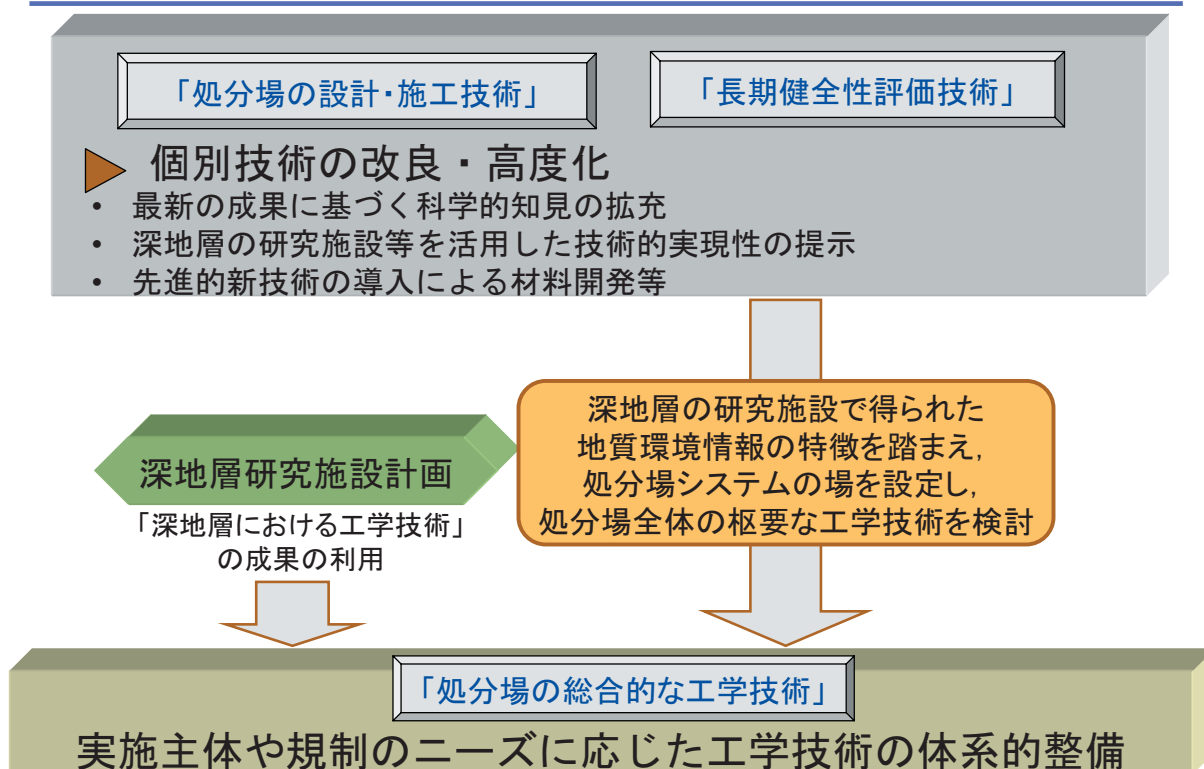 「処分場の設計・施工技術」
「長期健全性評価技術」
個別技術の改良・高度化
• 最新の成果に基づく科学的知見の拡充
• 深地層の研究施設等を活用した技術的実現性の提示
• 先進的新技術の導入による材料開発等
深地層の研究施設で得られた
地質環境情報の特徴を踏まえ,
処分場システムの場を設定し,
処分場全体の枢要な工学技術を検討
深地層研究施設計画
「深地層における工学技術」
の成果の利用
「処分場の総合的な工学技術」
実施主体や規制のニーズに応じた工学技術の体系的整備